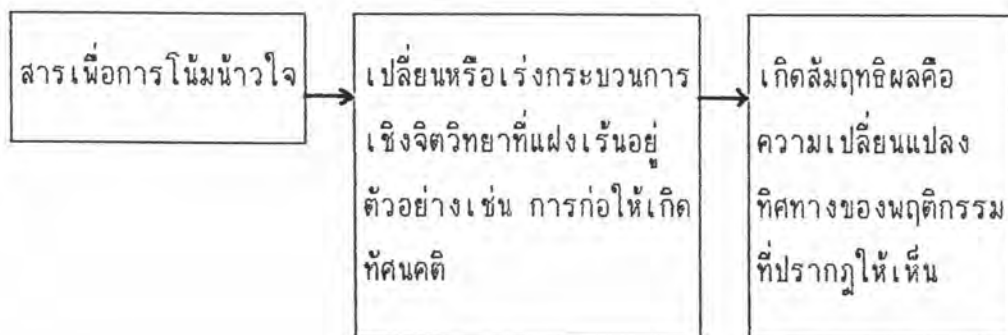 สารเพื่อการโน้มน้าวใจ
เปลี่ยนหรือเร่งกระบวนการ
เชิงจิตวิทยาที่แฝงเร้นอยู่
ตัวอย่างเช่น การก่อให้เกิด
ทัศนคติ
เกิดสัมฤทธิผลคือ
ความเปลี่ยนแปลง
ทิศทางของพฤติกรรม
ที่ปรากฏให้เห็น